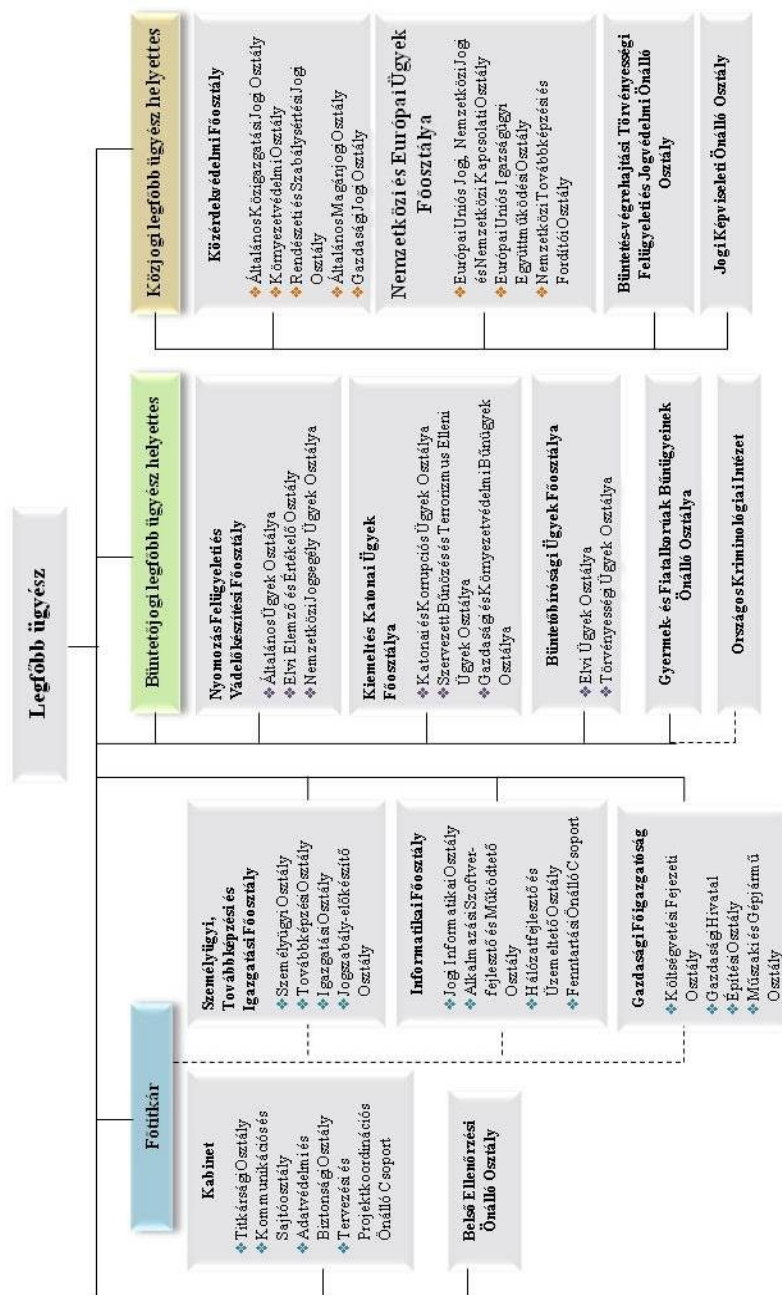 Legfőbb ügyész
Főtitkár
Kabinet
Titkársági Osztály
Kommunikációs és
Sajtóosztály
Adatvédelmi és
Biztonsági Osztály
Tervezési és
Projektkoordinációs
Önálló Csoport
Belső Ellenőrzési
Önálló Osztály
Személyügyi,
Továbbképzési és
Igazgatási Főosztály
Személyügyi Osztály
Továbbképzési Osztály
Igazgatási Osztály
Jogszabály-előkészítő
Osztály
Informatikai Főosztály
Jogi Informatikai Osztály
Alkalmazási Szoftver-
fejlesztő és Működtető
Osztály
Hálózatfejlesztő és
Üzemeltető Osztály
Fenntartási Önálló Csoport
Gazdasági Főigazgatóság
Költségvetési Fejezeti
Osztály
Gazdasági Hivatal
Építési Osztály
Műszaki és Gépjármű
Osztály
Büntetőjogi legfőbb ügyész helyettes
Nyomozás Felügyeleti és
Vádelőkészítési Főosztály
Általános Ügyek Osztálya
Elvi Elemző és Értékelő Osztály
Nemzetközi Jogsegély Ügyek Osztálya
Kiemelt és Katonai Ügyek
Főosztálya
Katonai és Korrupciós Ügyek Osztálya
Szervezett Bűnözés és Terrorizmus Elleni
Ügyek Osztálya
Gazdasági és Környezetvédelmi Bűnügyek
Osztálya
Büntetőbírósági Ügyek Főosztálya
Elvi Ügyek Osztálya
Törvényességi Ügyek Osztálya
Gyermek- és Fiatalkorúak Bűnügyeinek
Önálló Osztálya
Országos Kriminológiai Intézet
Közjogi legfőbb ügyész helyettes
Közérdekvédelmi Főosztály
Általános Közigazgatási Jogi Osztály
Környezetvédelmi Osztály
Rendészeti és Szabálysértési Jogi
Osztály
Általános Magánjogi Osztály
Gazdasági Jogi Osztály
Nemzetközi és Európai Ügyek
Főosztálya
Európai Uniós Jogi, Nemzetközi Jogi
és Nemzetközi Kapcsolati Osztály
Európai Uniós Igazságügyi
Együttműködési Osztály
Nemzetközi Továbbképzési és
Fordítói Osztály
Büntetés-végrehajtási Törvényességi
Felügyeleti és Jogvédelmi Önálló
Osztály
Jogi Képviseleti Önálló Osztály